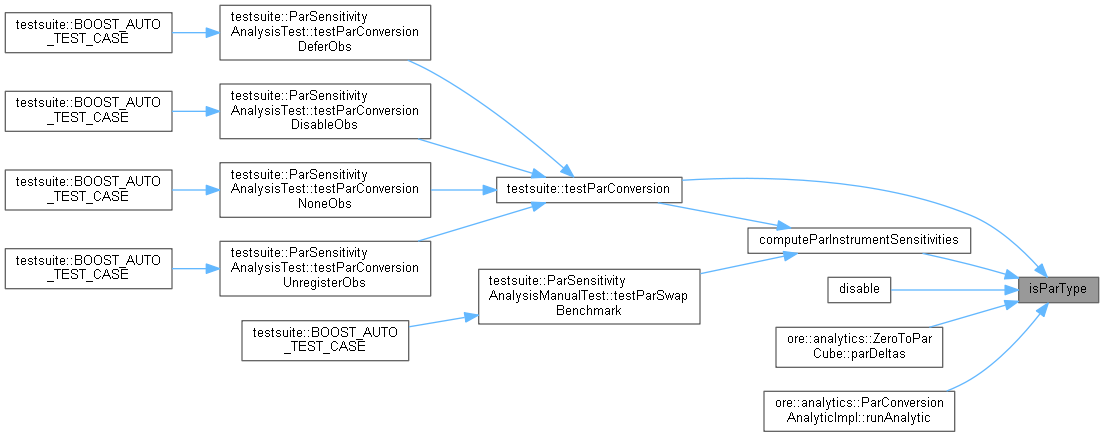 testsuite::BOOST_AUTO
_TEST_CASE
testsuite::ParSensitivity
AnalysisTest::testParConversion
DeferObs
testsuite::BOOST_AUTO
_TEST_CASE
testsuite::ParSensitivity
AnalysisTest::testParConversion
DisableObs
testsuite::BOOST_AUTO
_TEST_CASE
testsuite::ParSensitivity
AnalysisTest::testParConversion
NoneObs
testsuite::testParConversion
testsuite::BOOST_AUTO
_TEST_CASE
testsuite::ParSensitivity
AnalysisTest::testParConversion
UnregisterObs
computeParInstrumentSensitivities
testsuite::ParSensitivity
AnalysisManualTest::testParSwap
Benchmark
disable
isParType
testsuite::BOOST_AUTO
_TEST_CASE
ore::analytics::ZeroToPar
Cube::parDeltas
ore::analytics::ParConversion
AnalyticImpl::runAnalytic